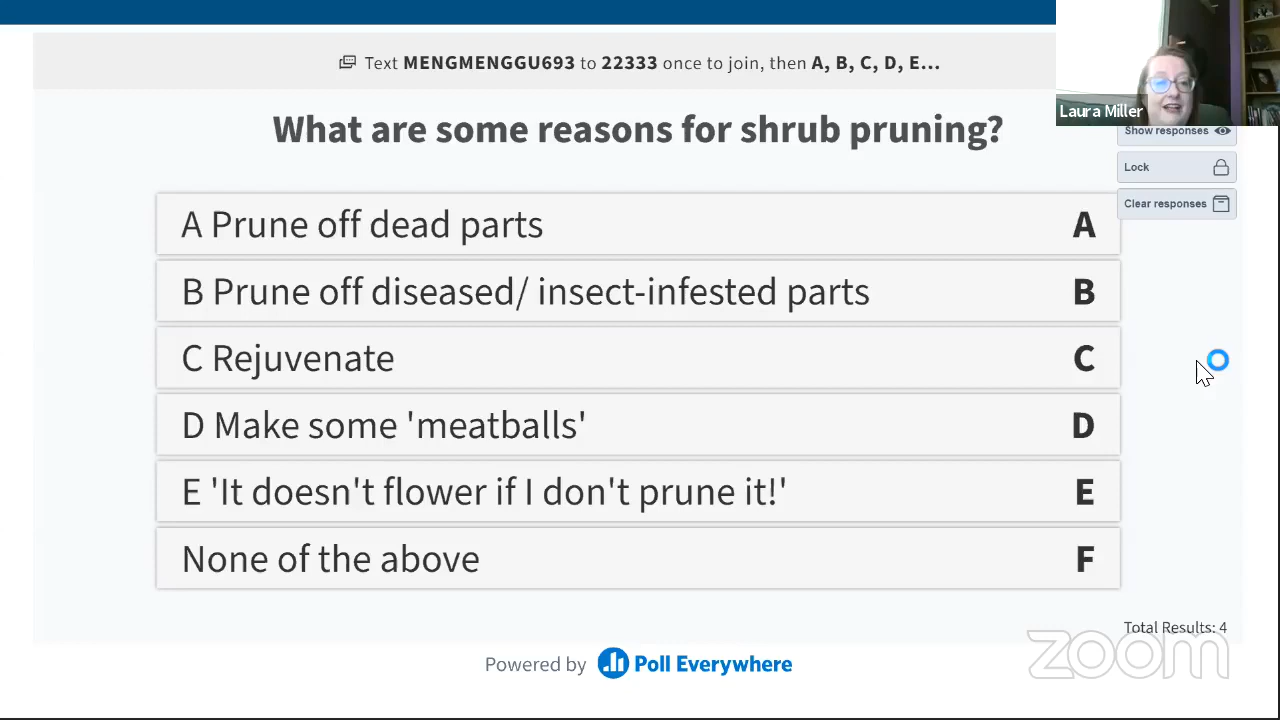 Text MENGMENGGU693 to 22333 once to join, then A, B, C, D, E...
Laura Miller
What are some reasons for shrub pruning?
Show responses
Lock
Clear responses
A Prune off dead parts A
B Prune off diseased/ insect-infested parts B
C Rejuvenate C
D Make some 'meatballs' D
E 'It doesn't flower if I don't prune it!' E
None of the above F
Total Results: 4
zoom
Powered by Poll Everywhere